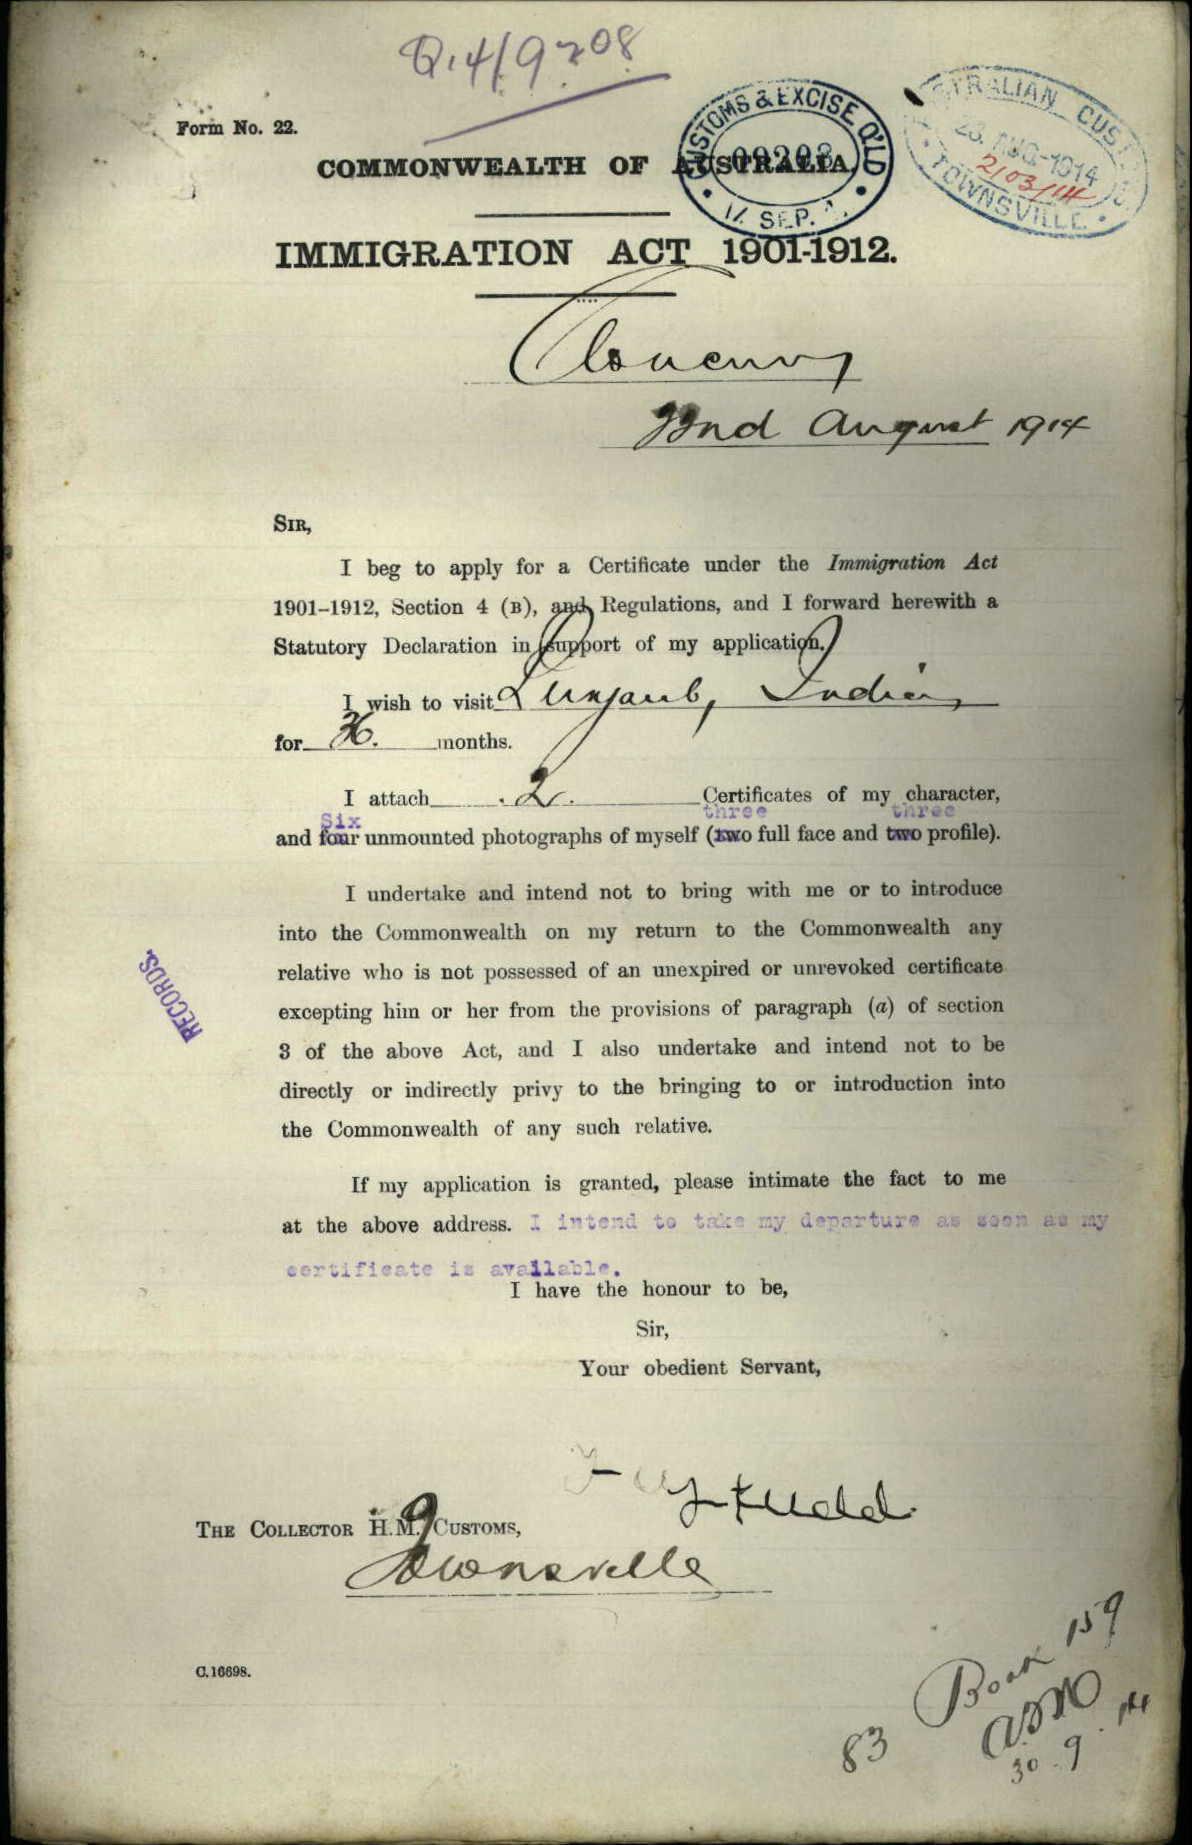 Q.14/9208
Form No. 22.
CUSTOMS & EXCISE Q'LD
09208
17 SEP.
AUSTRALIAN CUSTOMS
28 AUG 1914
2103/14
TOWNSVILLE
COMMONWEALTH OF AUSTRALIA.
IMMIGRATION ACT 1901-1912.
Cloncurry
22nd August 1914
SIR,
I beg to apply for a Certificate under the Immigration Act
1901–1912, Section 4 (B), and Regulations, and I forward herewith a
Statutory Declaration in support of my application.
I wish to visit Punjaub, India,
for 36. months.
I attach .2. Certificates of my character,
Six three three
and four unmounted photographs of myself (two full face and two profile).
I undertake and intend not to bring with me or to introduce
into the Commonwealth on my return to the Commonwealth any
relative who is not possessed of an unexpired or unrevoked certificate
excepting him or her from the provisions of paragraph (a) of section
3 of the above Act, and I also undertake and intend not to be
directly or indirectly privy to the bringing to or introduction into
the Commonwealth of any such relative.
RECORDS.
If my application is granted, please intimate the fact to me
at the above address. I intend to take my departure as soon as my
certificate is available.
I have the honour to be,
Sir,
Your obedient Servant,
THE COLLECTOR H.M. CUSTOMS,
Townsville
C.16698.
Book 159
83
30.9.14